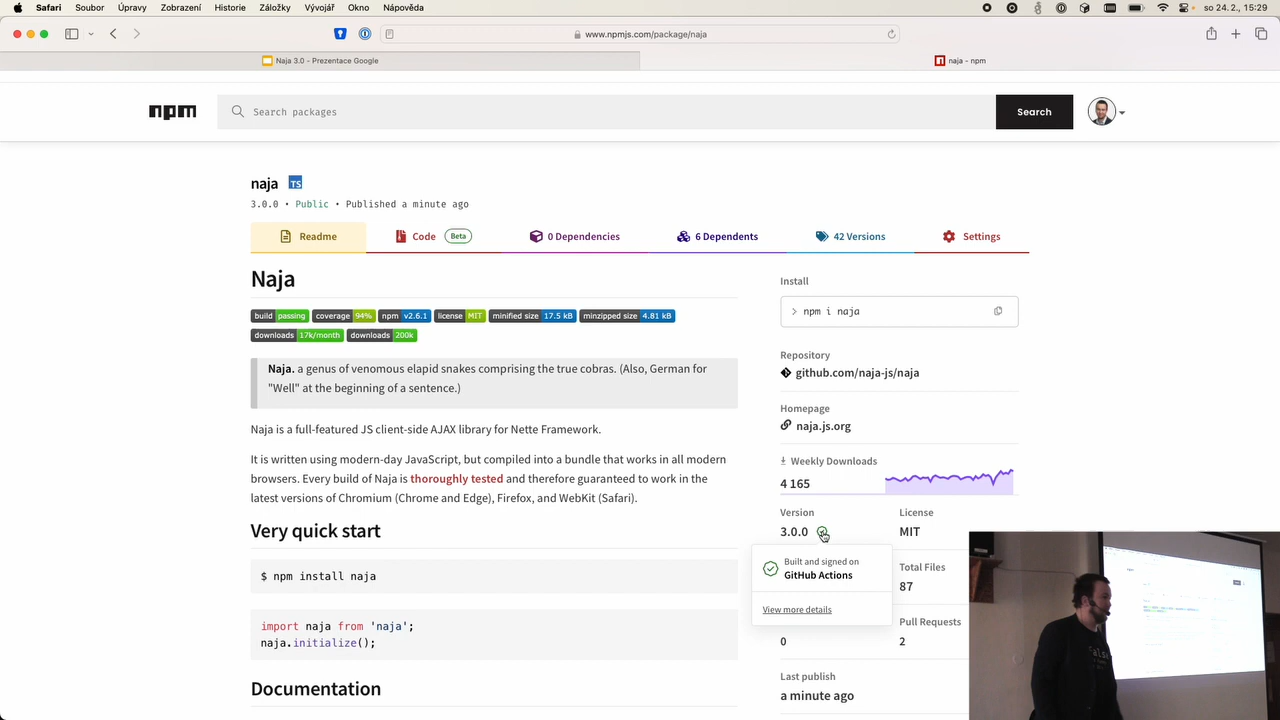 Safari Soubor Úpravy Zobrazení Historie Záložky Vývojář Okno Nápověda so 24. 2., 15:29
www.npmjs.com/package/naja
Naja 3.0 - Prezentace Google naja - npm
npm Search packages Search
naja TS
3.0.0 • Public • Published a minute ago
Readme Code Beta 0 Dependencies 6 Dependents 42 Versions Settings
Naja
build passing coverage 94% npm v2.6.1 license MIT minified size 17.5 kB minzipped size 4.81 kB
downloads 17k/month downloads 200k
Naja. a genus of venomous elapid snakes comprising the true cobras. (Also, German for
"Well" at the beginning of a sentence.)
Naja is a full-featured JS client-side AJAX library for Nette Framework.
It is written using modern-day JavaScript, but compiled into a bundle that works in all modern
browsers. Every build of Naja is thoroughly tested and therefore guaranteed to work in the
latest versions of Chromium (Chrome and Edge), Firefox, and WebKit (Safari).
Very quick start
$ npm install naja
import naja from 'naja';
naja.initialize();
Documentation
Install
> npm i naja
Repository
github.com/naja-js/naja
Homepage
naja.js.org
Weekly Downloads
4 165
Version License
3.0.0 MIT
Built and signed on
GitHub Actions
View more details
Total Files
87
Pull Requests
0 2
Last publish
a minute ago